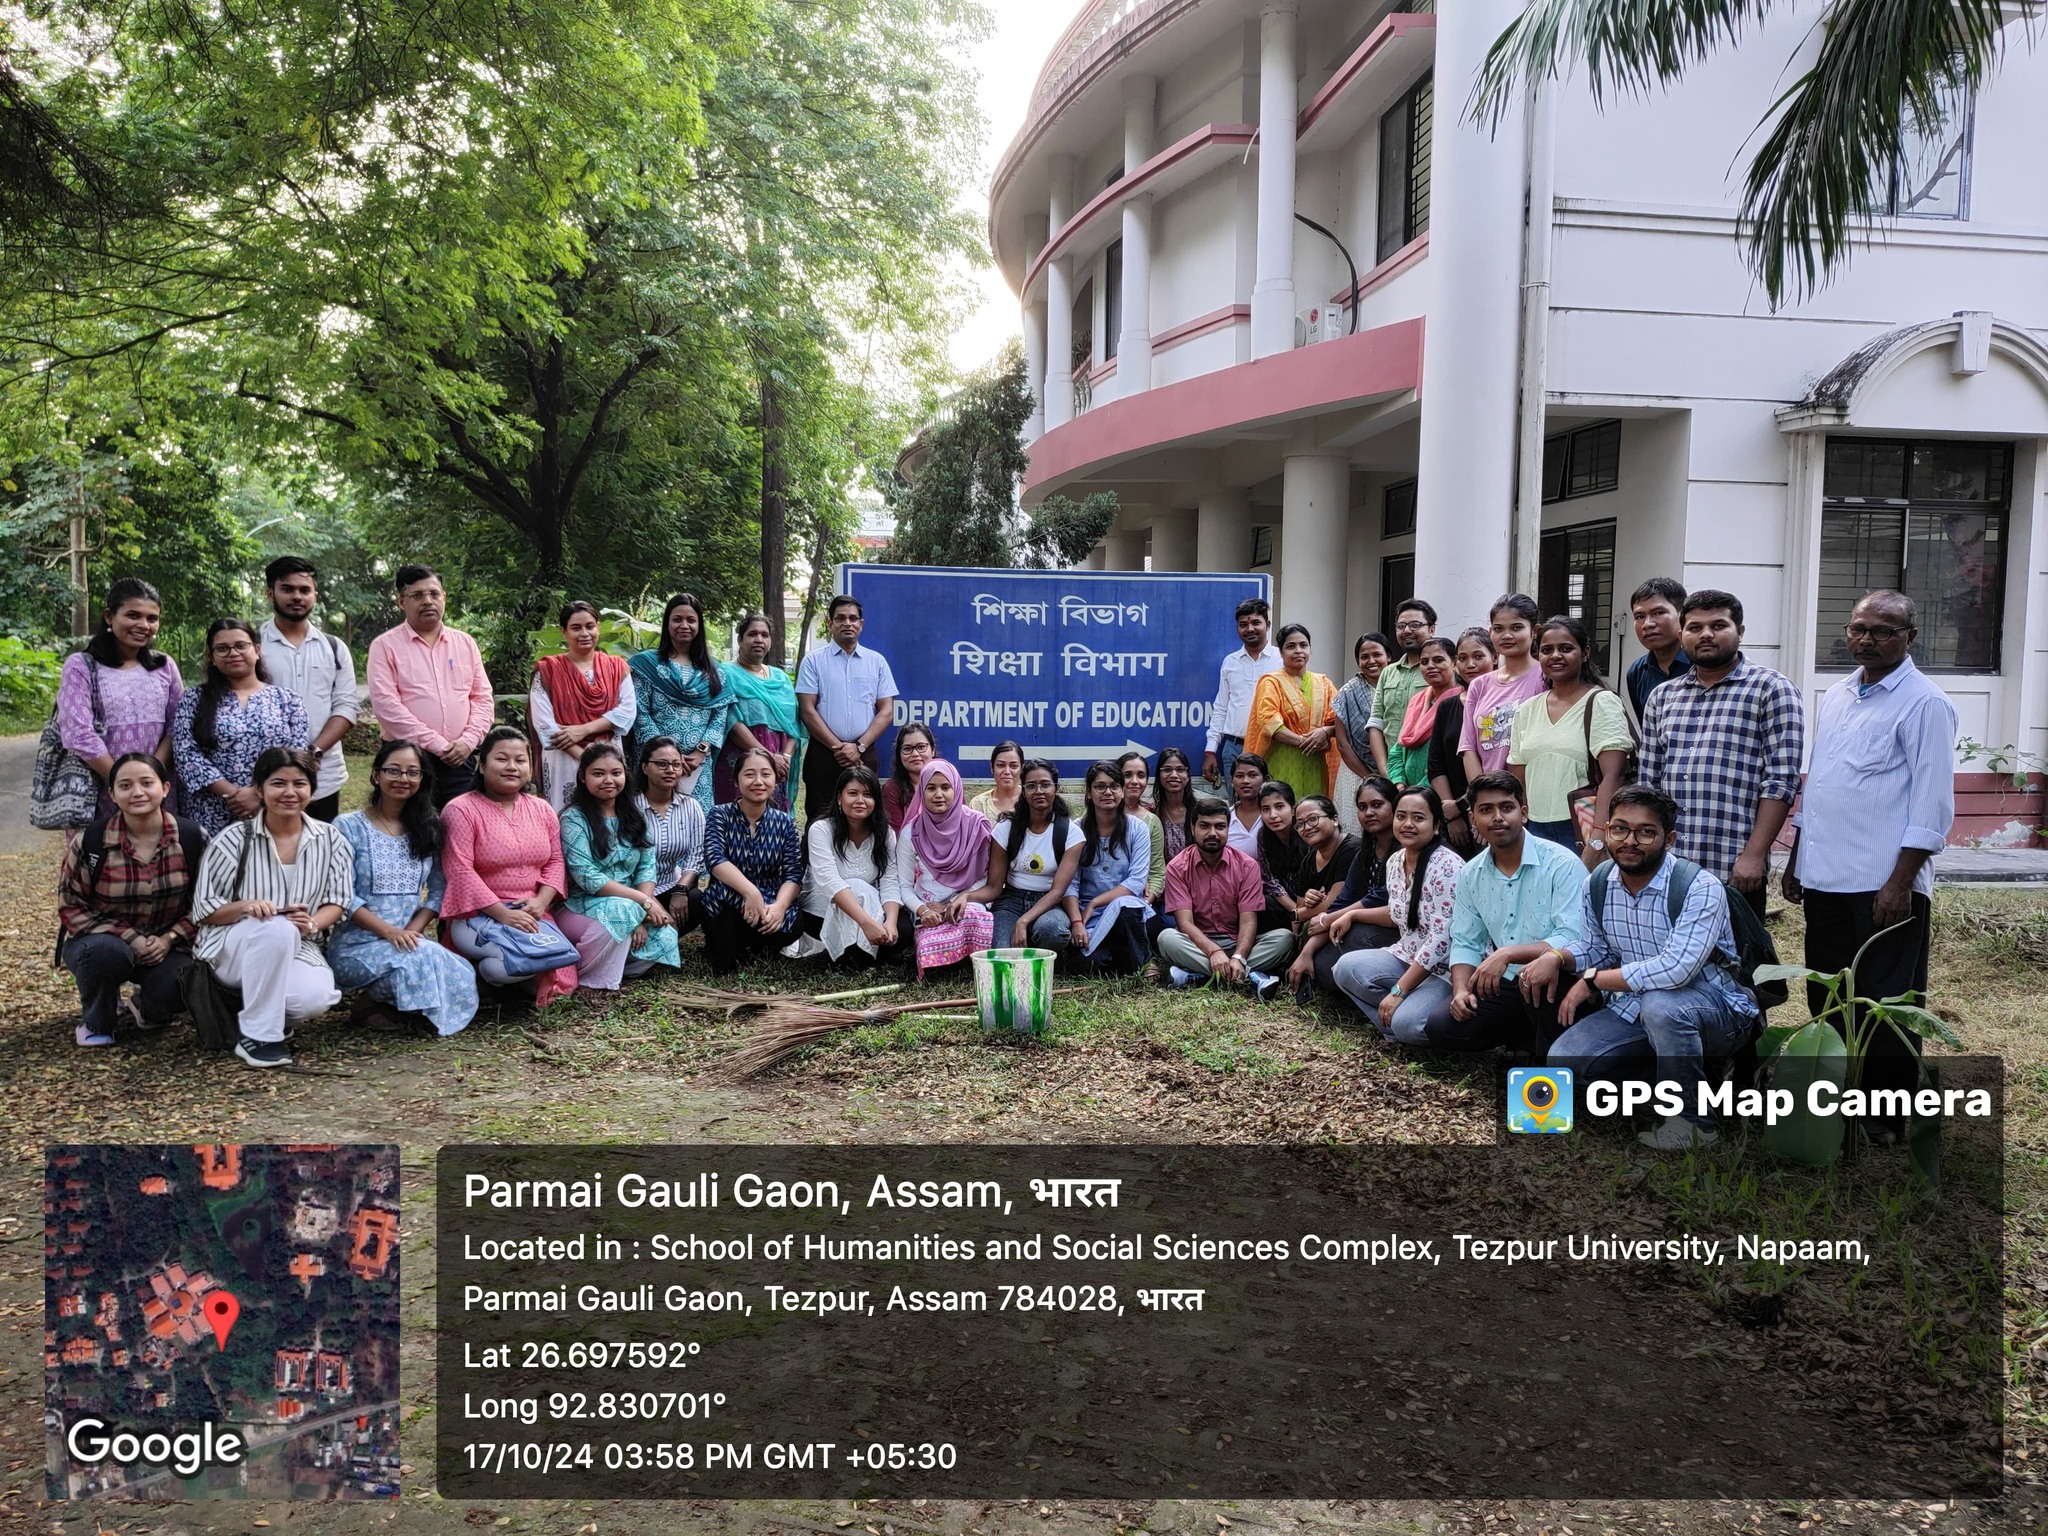 শিক্ষা বিভাগ
शिक्षा विभाग
DEPARTMENT OF EDUCATION
LG
GPS Map Camera
Parmai Gauli Gaon, Assam, भारत
Located in : School of Humanities and Social Sciences Complex, Tezpur University, Napaam,
Parmai Gauli Gaon, Tezpur, Assam 784028, भारत
Lat 26.697592°
Long 92.830701°
17/10/24 03:58 PM GMT +05:30
Google